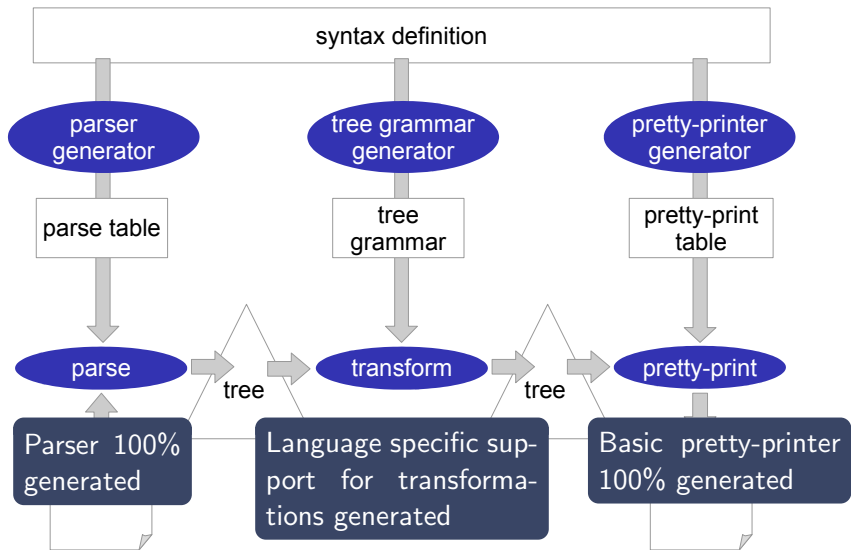 syntax definition
parser
generator
tree grammar
generator
pretty-printer
generator
parse table
tree
grammar
pretty-print
table
parse
tree
transform
tree
pretty-print
Parser 100%
generated
Language specific sup-
port for transforma-
tions generated
Basic pretty-printer
100% generated